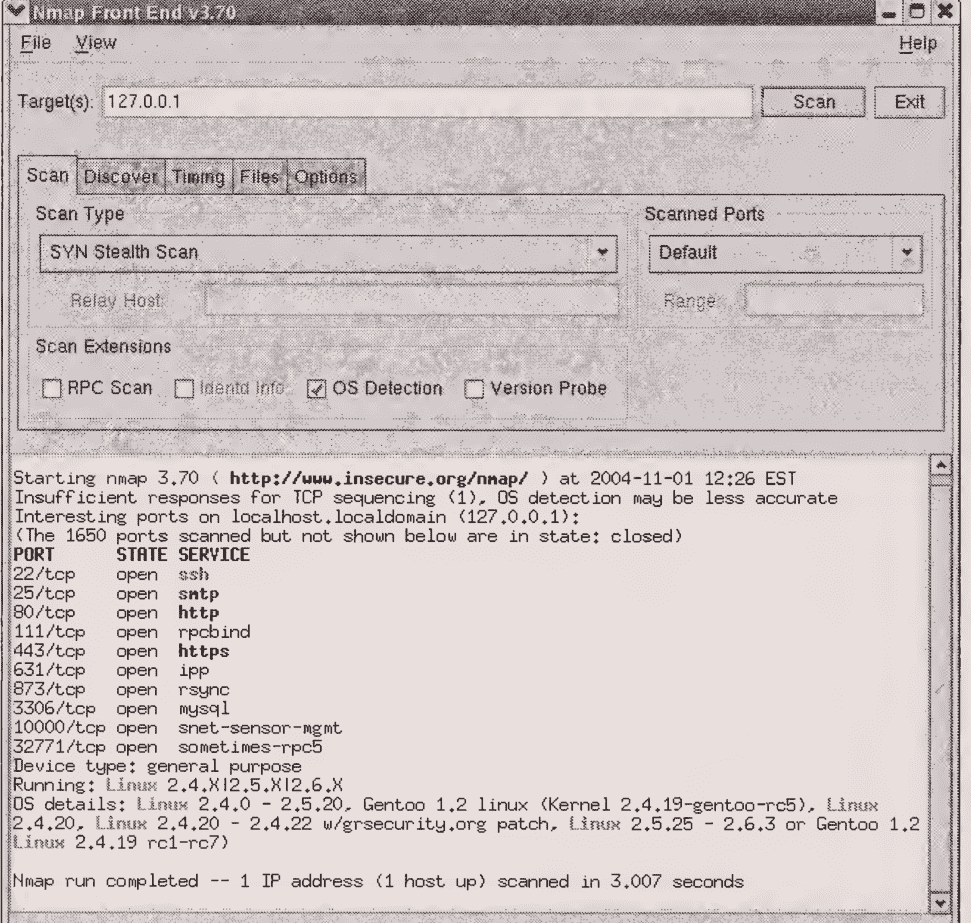 Nmap Front End v3.70
File View Help
Target(s): 127.0.0.1 Scan Exit
Scan Discover Timing Files Options
Scan Type Scanned Ports
SYN Stealth Scan Default
Relay Host: Range:
Scan Extensions
RPC Scan Identd Info OS Detection Version Probe
Starting nmap 3.70 ( http://www.insecure.org/nmap/ ) at 2004-11-01 12:26 EST
Insufficient responses for TCP sequencing (1), OS detection may be less accurate
Interesting ports on localhost.localdomain (127.0.0.1):
(The 1650 ports scanned but not shown below are in state: closed)
PORT STATE SERVICE
22/tcp open ssh
25/tcp open smtp
80/tcp open http
111/tcp open rpcbind
443/tcp open https
631/tcp open ipp
873/tcp open rsync
3306/tcp open mysql
10000/tcp open snet-sensor-mgmt
32771/tcp open sometimes-rpc5
Device type: general purpose
Running: Linux 2.4.X|2.5.X|2.6.X
OS details: Linux 2.4.0 - 2.5.20, Gentoo 1.2 linux (Kernel 2.4.19-gentoo-rc5), Linux
2.4.20, Linux 2.4.20 - 2.4.22 w/grsecurity.org patch, Linux 2.5.25 - 2.6.3 or Gentoo 1.2
Linux 2.4.19 rc1-rc7)
Nmap run completed -- 1 IP address (1 host up) scanned in 3.007 seconds